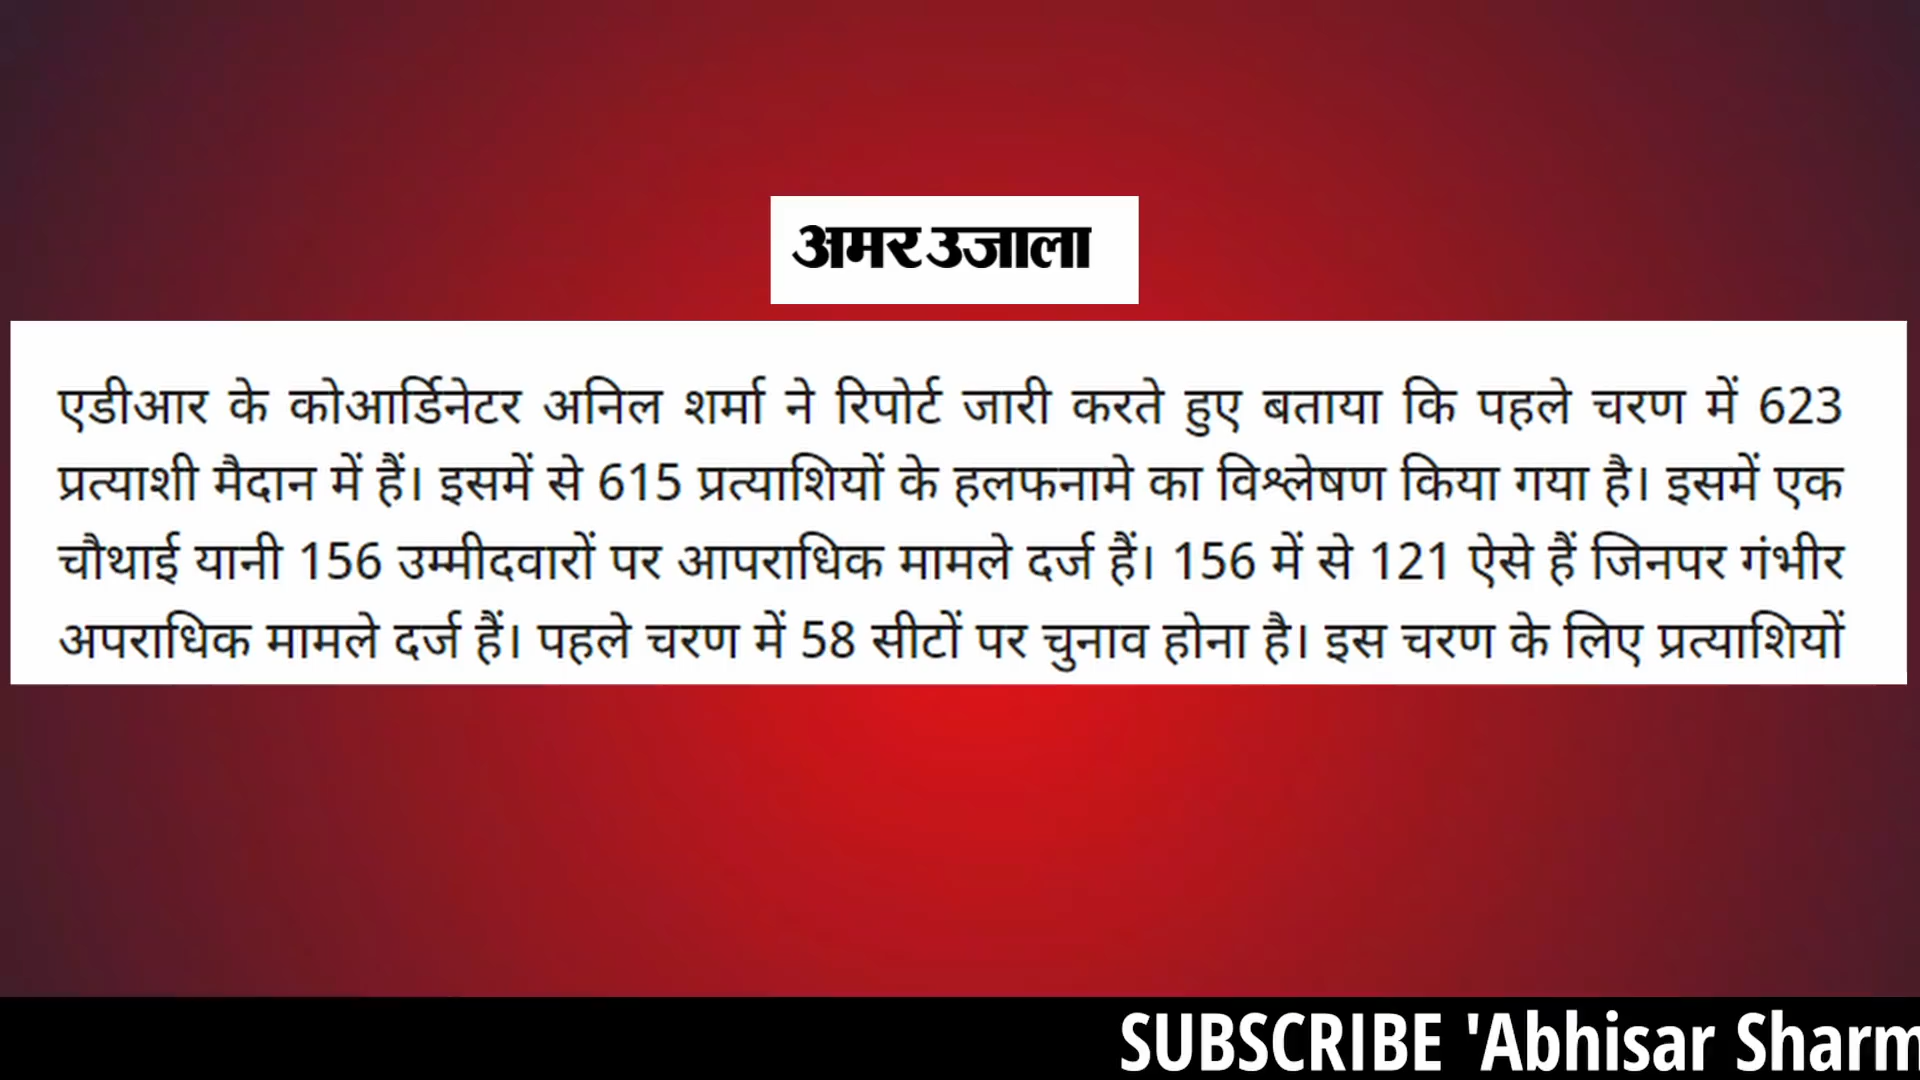 अमर उजाला
एडीआर के कोआर्डिनेटर अनिल शर्मा ने रिपोर्ट जारी करते हुए बताया कि पहले चरण में 623
प्रत्याशी मैदान में हैं। इसमें से 615 प्रत्याशियों के हलफनामे का विश्लेषण किया गया है। इसमें एक
चौथाई यानी 156 उम्मीदवारों पर आपराधिक मामले दर्ज हैं। 156 में से 121 ऐसे हैं जिनपर गंभीर
अपराधिक मामले दर्ज हैं। पहले चरण में 58 सीटों पर चुनाव होना है। इस चरण के लिए प्रत्याशियों
SUBSCRIBE 'Abhisar Sharm